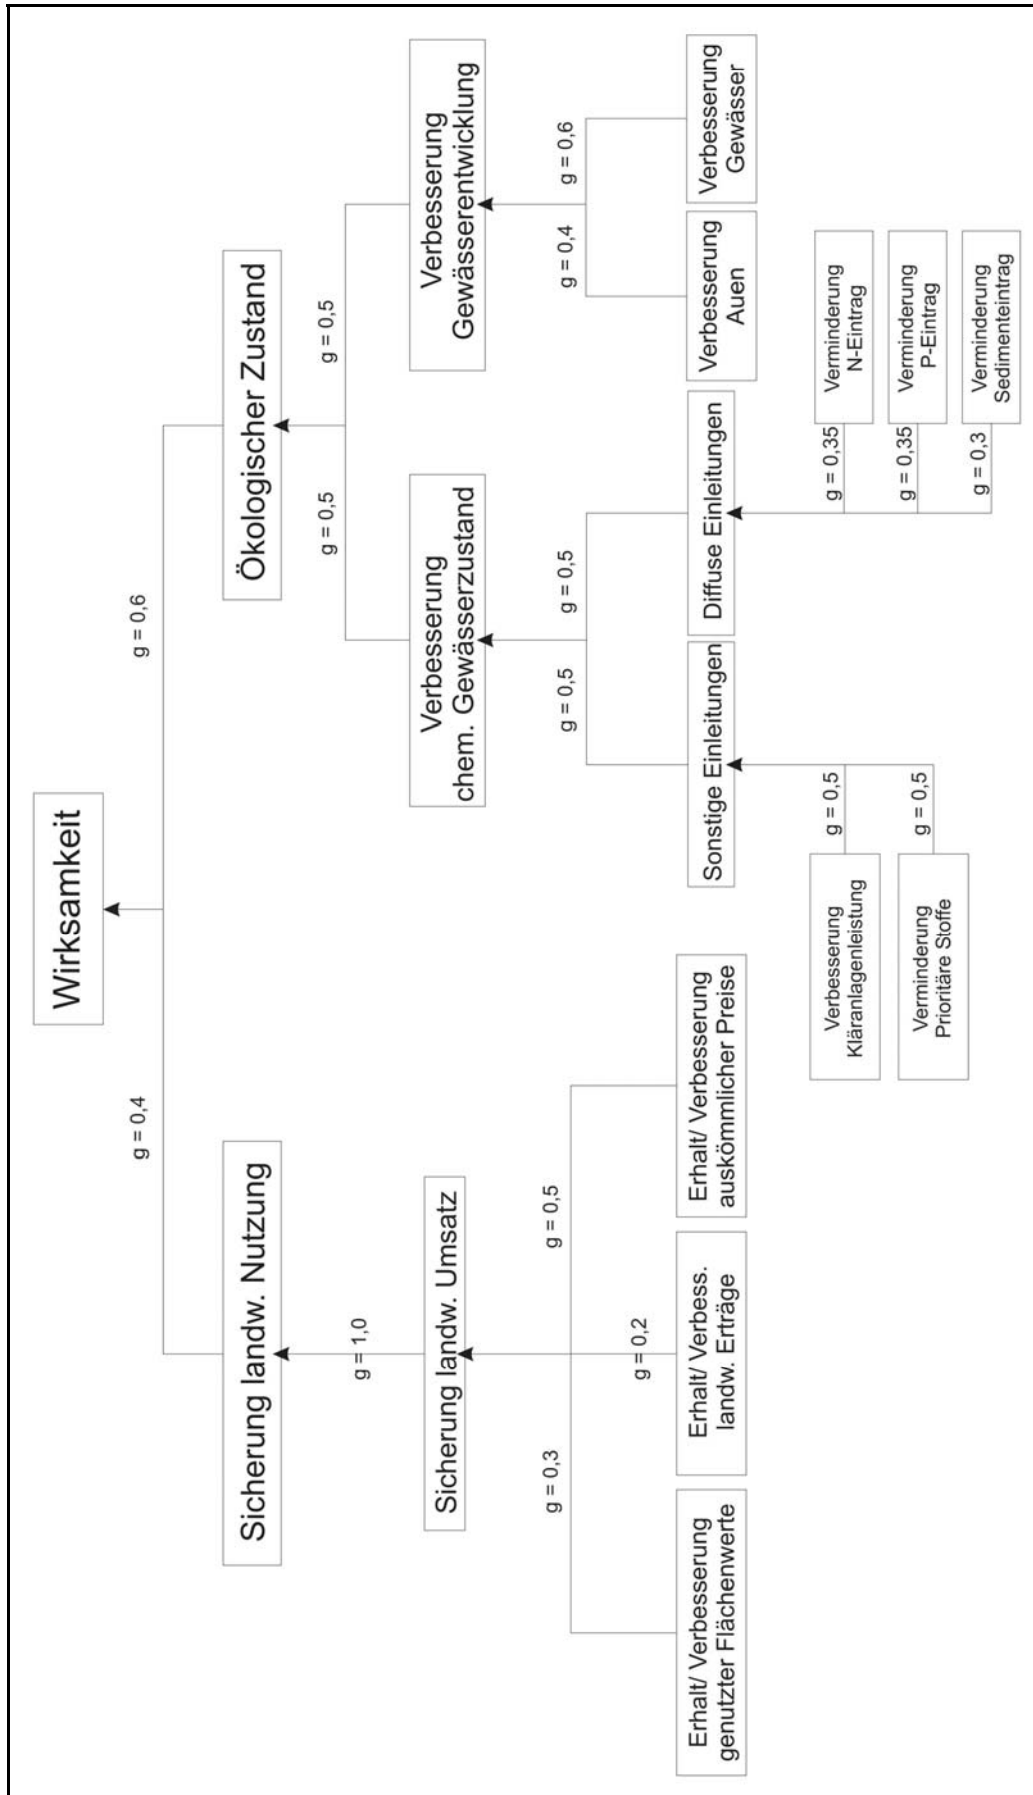 Wirksamkeit
g = 0,4
g = 0,6
Sicherung landw. Nutzung
Ökologischer Zustand
g = 1,0
g = 0,5
g = 0,5
Sicherung landw. Umsatz
Verbesserung
chem. Gewässerzustand
Verbesserung
Gewässerentwicklung
g = 0,3
g = 0,2
g = 0,5
g = 0,5
g = 0,5
g = 0,4
g = 0,6
Erhalt/ Verbesserung
genutzter Flächenwerte
Erhalt/ Verbess.
landw. Erträge
Erhalt/ Verbesserung
auskömmlicher Preise
Sonstige Einleitungen
Diffuse Einleitungen
Verbesserung
Auen
Verbesserung
Gewässer
Verbesserung
Kläranlagenleistung
g = 0,5
Verminderung
Prioritäre Stoffe
g = 0,5
g = 0,35
Verminderung
N-Eintrag
g = 0,35
Verminderung
P-Eintrag
g = 0,3
Verminderung
Sedimenteintrag